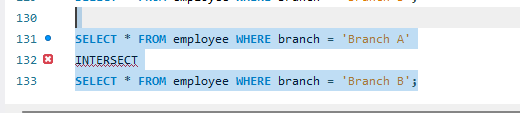 130
131 SELECT * FROM employee WHERE branch = 'Branch A'
132 INTERSECT
133 SELECT * FROM employee WHERE branch = 'Branch B';